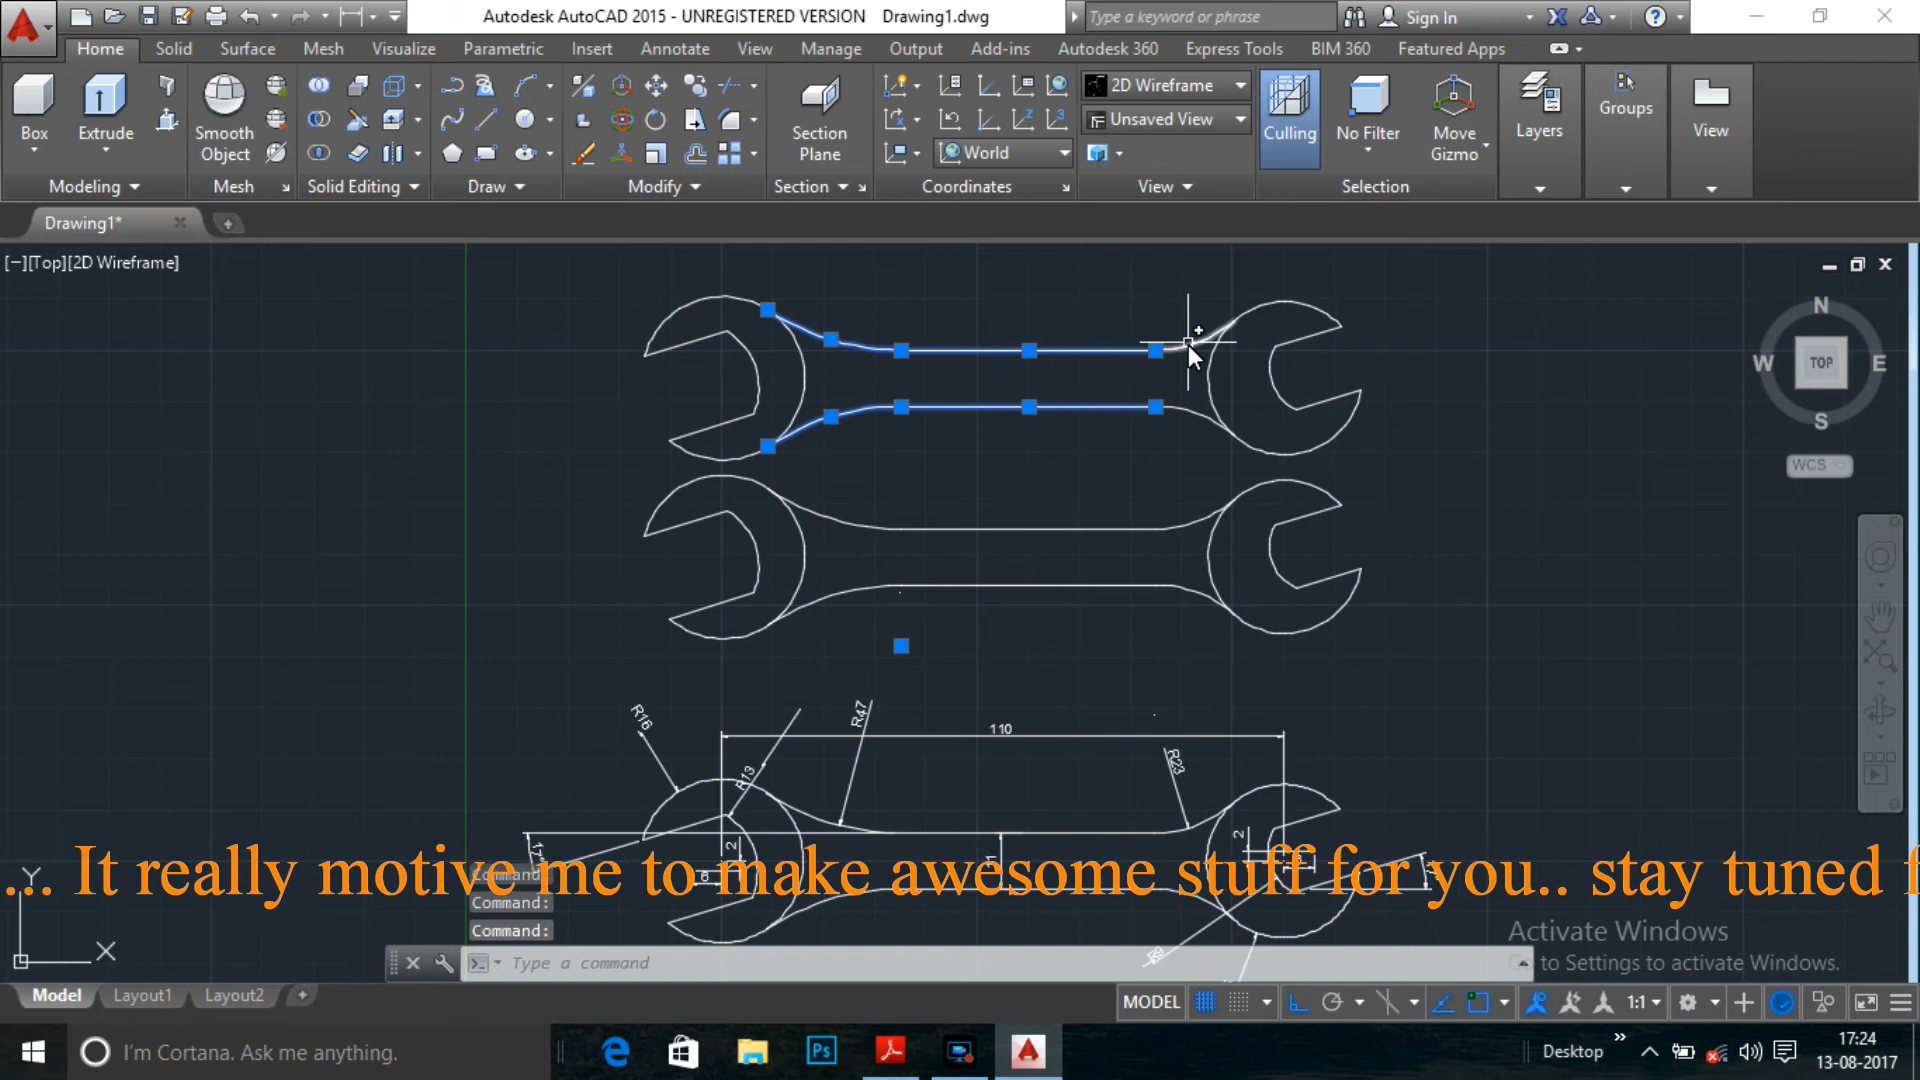 Autodesk AutoCAD 2015 - UNREGISTERED VERSION Drawing1.dwg
Type a keyword or phrase
Sign In
Home Solid Surface Mesh Visualize Parametric Insert Annotate View Manage Output Add-ins Autodesk 360 Express Tools BIM 360 Featured Apps
Box
Extrude
Smooth Object
Section Plane
2D Wireframe
Unsaved View
World
Culling
No Filter
Move Gizmo
Layers
Groups
View
Modeling
Mesh
Solid Editing
Draw
Modify
Section
Coordinates
View
Selection
Drawing1*
[−][Top][2D Wireframe]
N
W
TOP
E
S
WCS
R16
R13
R47
110
R23
2
2
6
... It really motive me to make awesome stuff for you.. stay tuned f
Y
X
Command
Command:
Command:
Type a command
Activate Windows
to Settings to activate Windows.
Model Layout1 Layout2
MODEL
1:1
I'm Cortana. Ask me anything.
Ps
Desktop
17:24
13-08-2017